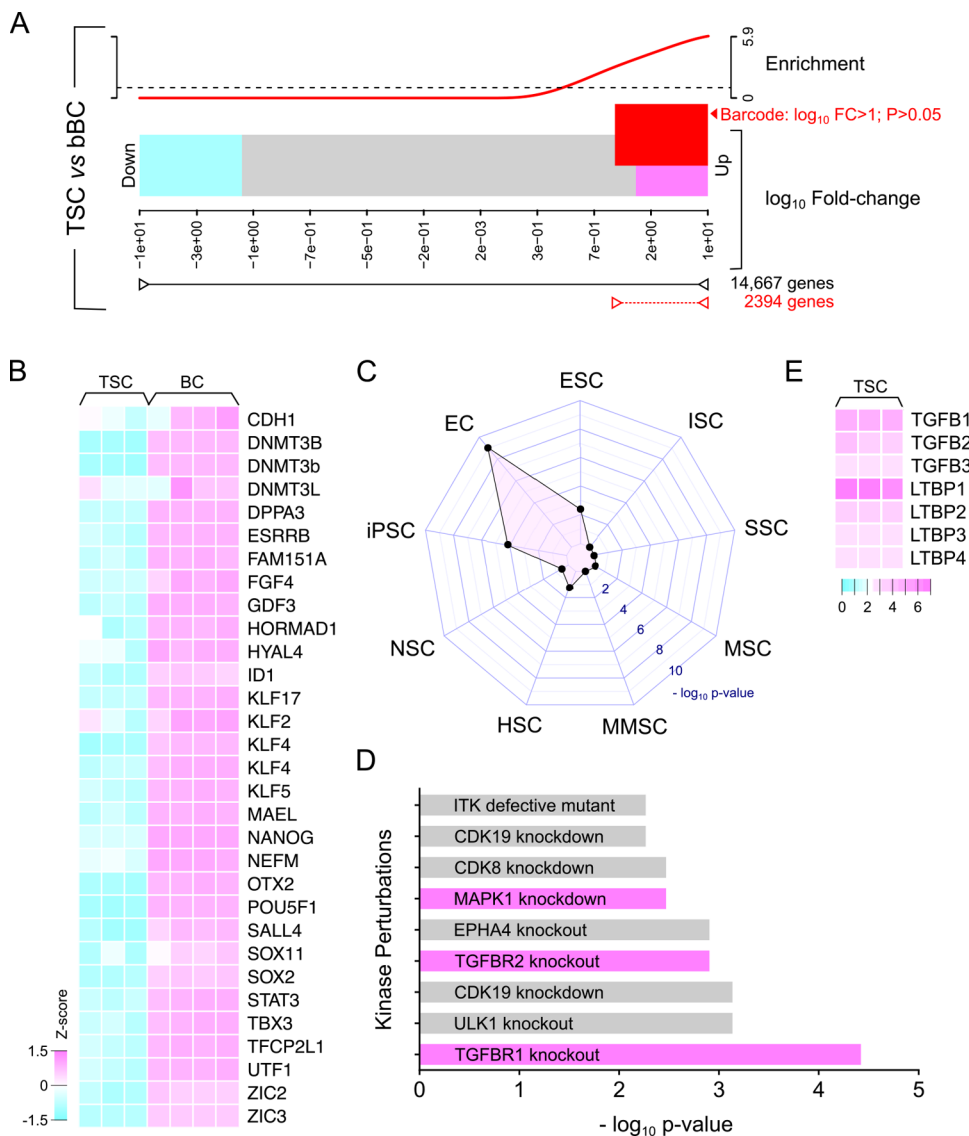 A
TSC vs bBC
5.9
0
Enrichment
Barcode: log10 FC>1; P>0.05
Down
Up
log10 Fold-change
−1e+01
−3e+00
−1e+00
−7e−01
−5e−01
−2e−01
2e−03
3e−01
7e−01
2e+00
1e+01
14,667 genes
2394 genes
B
TSC
BC
CDH1
DNMT3B
DNMT3b
DNMT3L
DPPA3
ESRRB
FAM151A
FGF4
GDF3
HORMAD1
HYAL4
ID1
KLF17
KLF2
KLF4
KLF4
KLF5
MAEL
NANOG
NEFM
OTX2
POU5F1
SALL4
SOX11
SOX2
STAT3
TBX3
TFCP2L1
UTF1
ZIC2
ZIC3
Z-score
1.5
0
-1.5
C
ESC
ISC
SSC
MSC
MMSC
HSC
NSC
iPSC
EC
2
4
6
8
10
- log10 p-value
E
TSC
TGFB1
TGFB2
TGFB3
LTBP1
LTBP2
LTBP3
LTBP4
0
2
4
6
D
Kinase Perturbations
ITK defective mutant
CDK19 knockdown
CDK8 knockdown
MAPK1 knockdown
EPHA4 knockout
TGFBR2 knockout
CDK19 knockdown
ULK1 knockout
TGFBR1 knockout
0
1
2
3
4
5
- log10 p-value